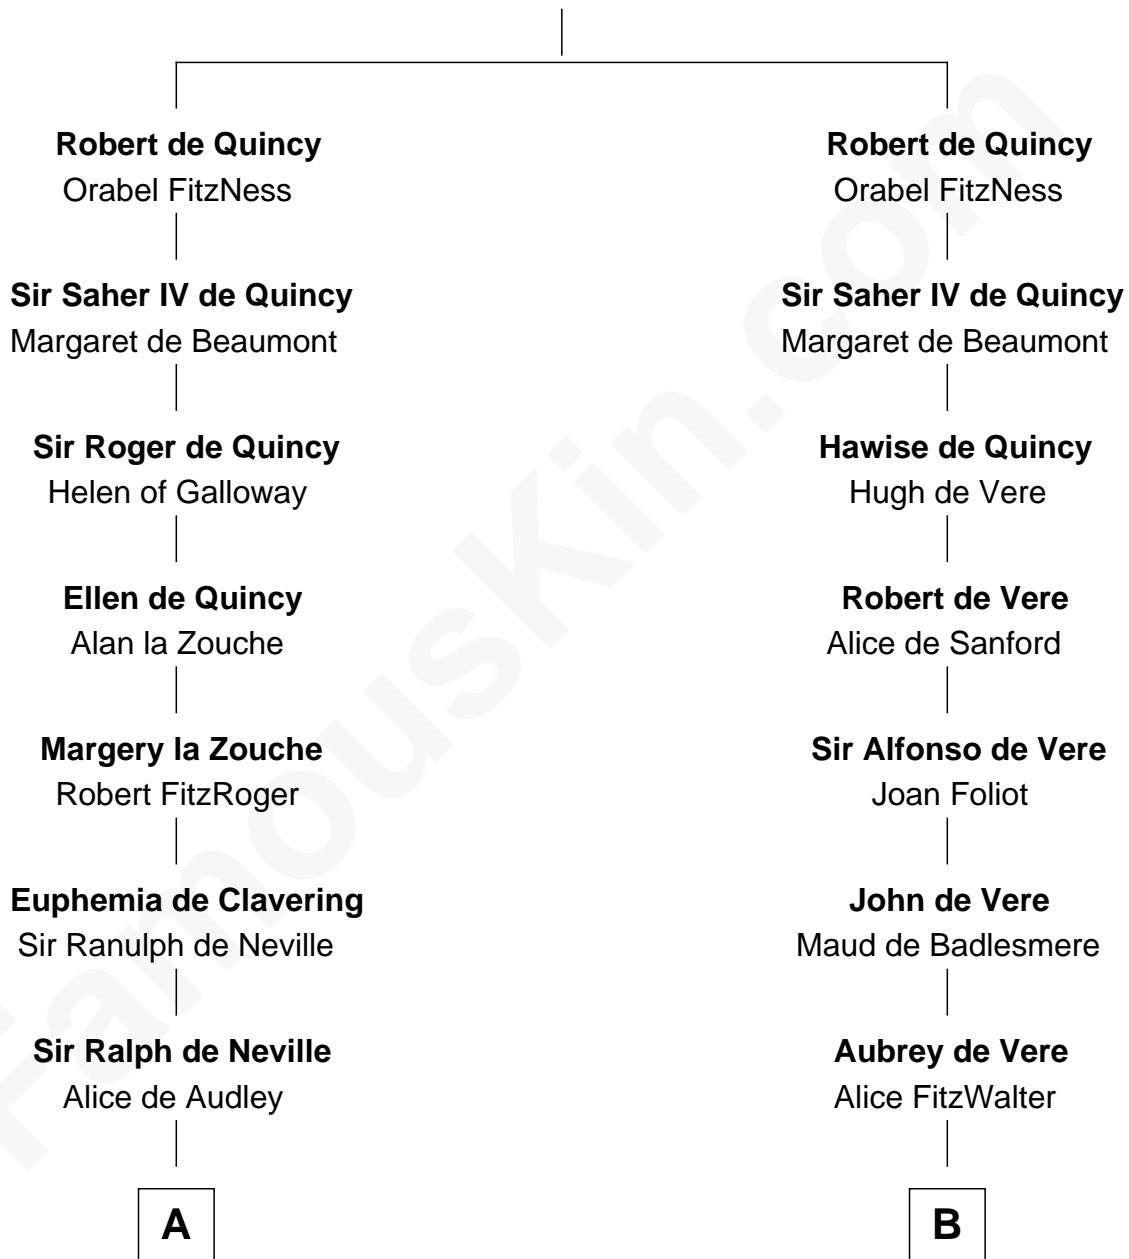 Robert de Quincy
Orabel FitzNess
Sir Saher IV de Quincy
Margaret de Beaumont
Sir Roger de Quincy
Helen of Galloway
Ellen de Quincy
Alan la Zouche
Margery la Zouche
Robert FitzRoger
Euphemia de Clavering
Sir Ranulph de Neville
Sir Ralph de Neville
Alice de Audley
A
Robert de Quincy
Orabel FitzNess
Sir Saher IV de Quincy
Margaret de Beaumont
Hawise de Quincy
Hugh de Vere
Robert de Vere
Alice de Sanford
Sir Alfonso de Vere
Joan Foliot
John de Vere
Maud de Badlesmere
Aubrey de Vere
Alice FitzWalter
B
FamousKin.com